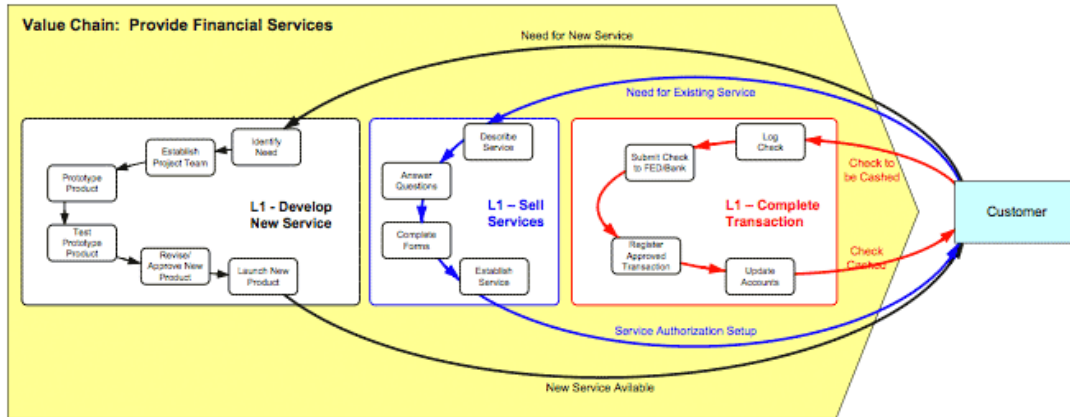 Value Chain:  Provide Financial Services
Need for New Service
Need for Existing Service
Identify
Need
Establish
Project Team
Prototype
Product
Test
Prototype
Product
Revise/
Approve New
Product
Launch New
Product
L1 - Develop
New Service
Describe
Service
Answer
Questions
Complete
Forms
Establish
Service
L1 – Sell
Services
Log
Check
Submit Check
to FED/Bank
Register
Approved
Transaction
Update
Accounts
L1 – Complete
Transaction
Check to
be Cashed
Check
Cashed
Customer
Service Authorization Setup
New Service Avilable